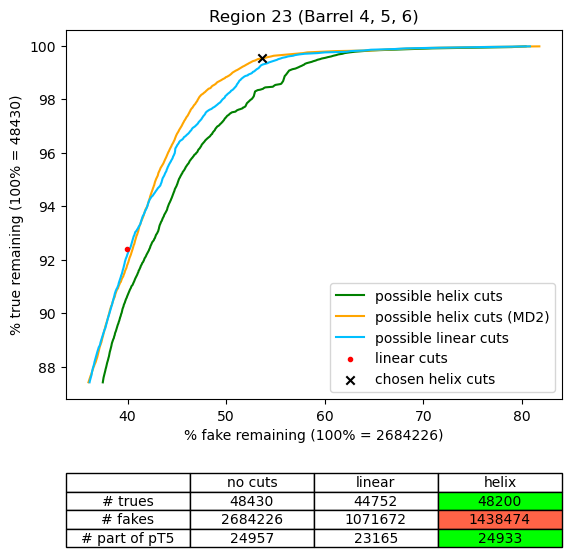 Region 23 (Barrel 4, 5, 6)
100
98
96
94
92
90
88
% true remaining (100% = 48430)
possible helix cuts
possible helix cuts (MD2)
possible linear cuts
linear cuts
chosen helix cuts
40 50 60 70 80
% fake remaining (100% = 2684226)
no cuts linear helix
# trues 48430 44752 48200
# fakes 2684226 1071672 1438474
# part of pT5 24957 23165 24933